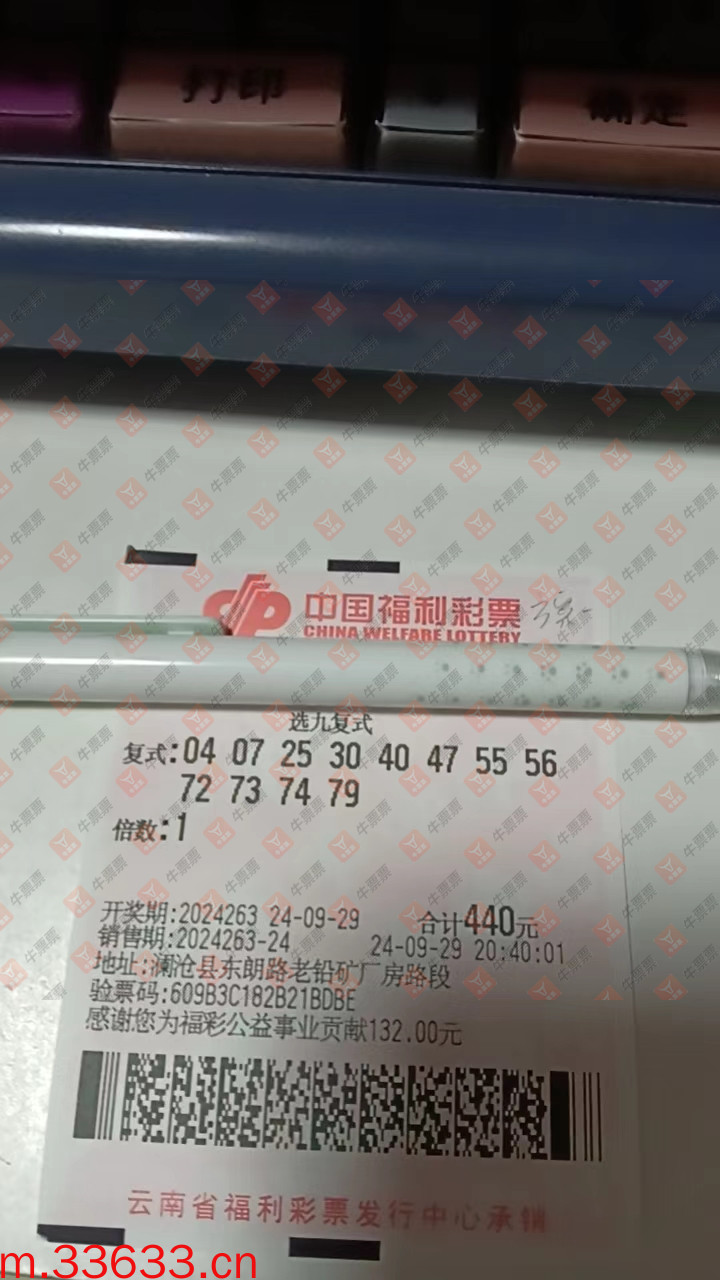 打印
确定
中国福利彩票
CHINA WELFARE LOTTERY
选九复式
复式:04 07 25 30 40 47 55 56
72 73 74 79
倍数:1
开奖期:2024263 24-09-29 合计440元
销售期:2024263-24 24-09-29 20:40:01
地址:澜沧县东朗路老铅矿厂房路段
验票码:609B3C182B21BDBE
感谢您为福彩公益事业贡献132.00元
云南省福利彩票发行中心承销
牛票票
m.33633.cn